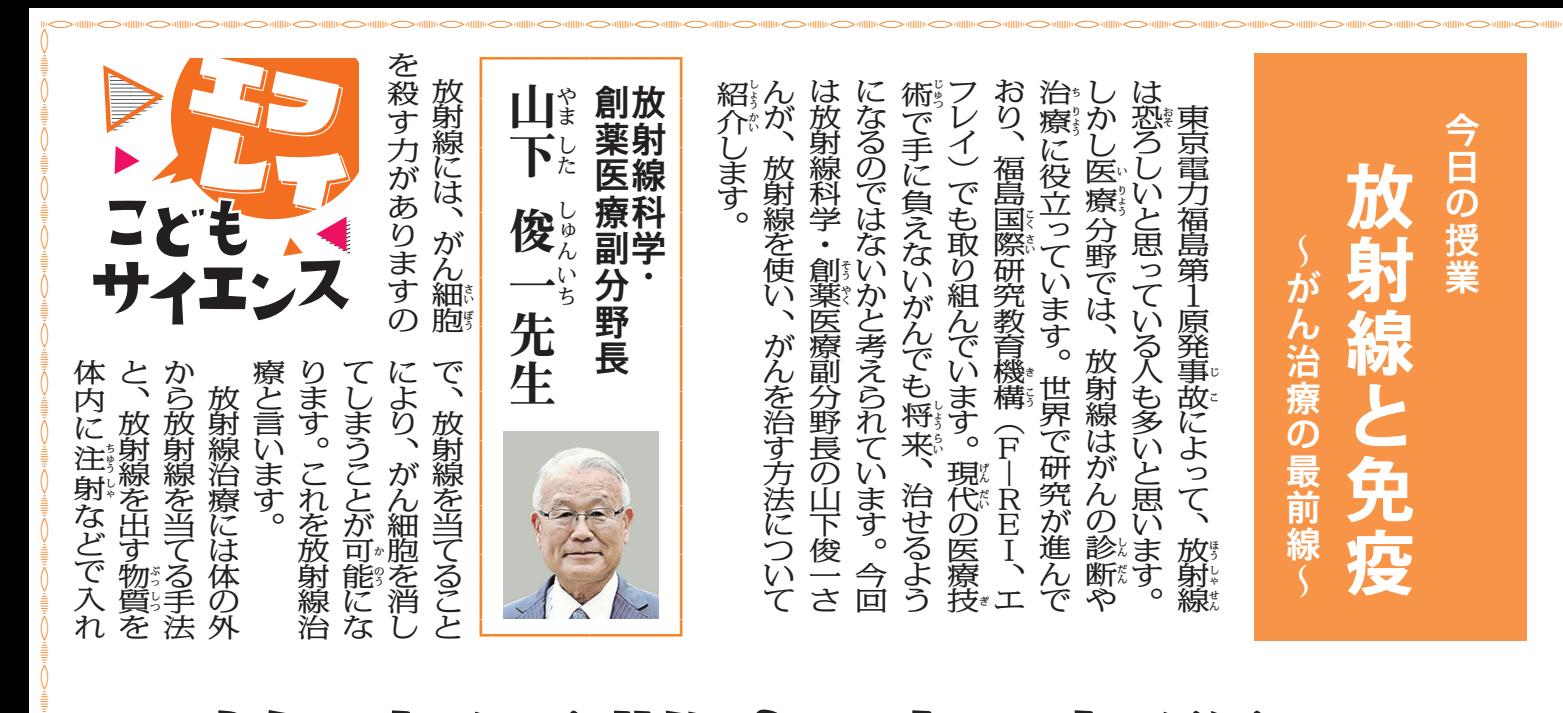 今日の授業
放射線と免疫
～がん治療の最前線～
東京電力福島第1原発事故によって、放射線
は恐ろしいと思っている人も多いと思います。
しかし医療分野では、放射線はがんの診断や
治療に役立っています。世界で研究が進んで
おり、福島国際研究教育機構（F―REI、エ
フレイ）でも取り組んでいます。現代の医療技
術で手に負えないがんでも将来、治せるよう
になるのではないかと考えられています。今回
は放射線科学・創薬医療副分野長の山下俊一さ
んが、放射線を使い、がんを治す方法について
紹介します。
放射線科学・
創薬医療副分野長
山下 俊一先生
やました しゅんいち
エフレイ
こども
サイエンス
放射線には、がん細胞
を殺す力がありますの
で、放射線を当てること
により、がん細胞を消し
てしまうことが可能にな
ります。これを放射線治
療と言います。
放射線治療には体の外
から放射線を当てる手法
と、放射線を出す物質を
体内に注射などで入れ